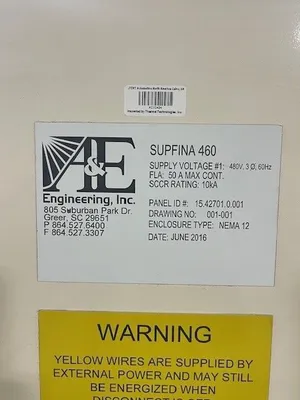 A&E
Engineering, Inc.
805 Suburban Park Dr.
Greer, SC 29651
P 864.527.6400
F 864.527.3307
SUPFINA 460
SUPPLY VOLTAGE #1: 480V, 3 Ø, 60Hz
FLA: 50 A MAX CONT.
SCCR RATING: 10kA
PANEL ID #: 15.42701.0.001
DRAWING NO: 001-001
ENCLOSURE TYPE: NEMA 12
DATE: JUNE 2016
WARNING
YELLOW WIRES ARE SUPPLIED BY
EXTERNAL POWER AND MAY STILL
BE ENERGIZED WHEN